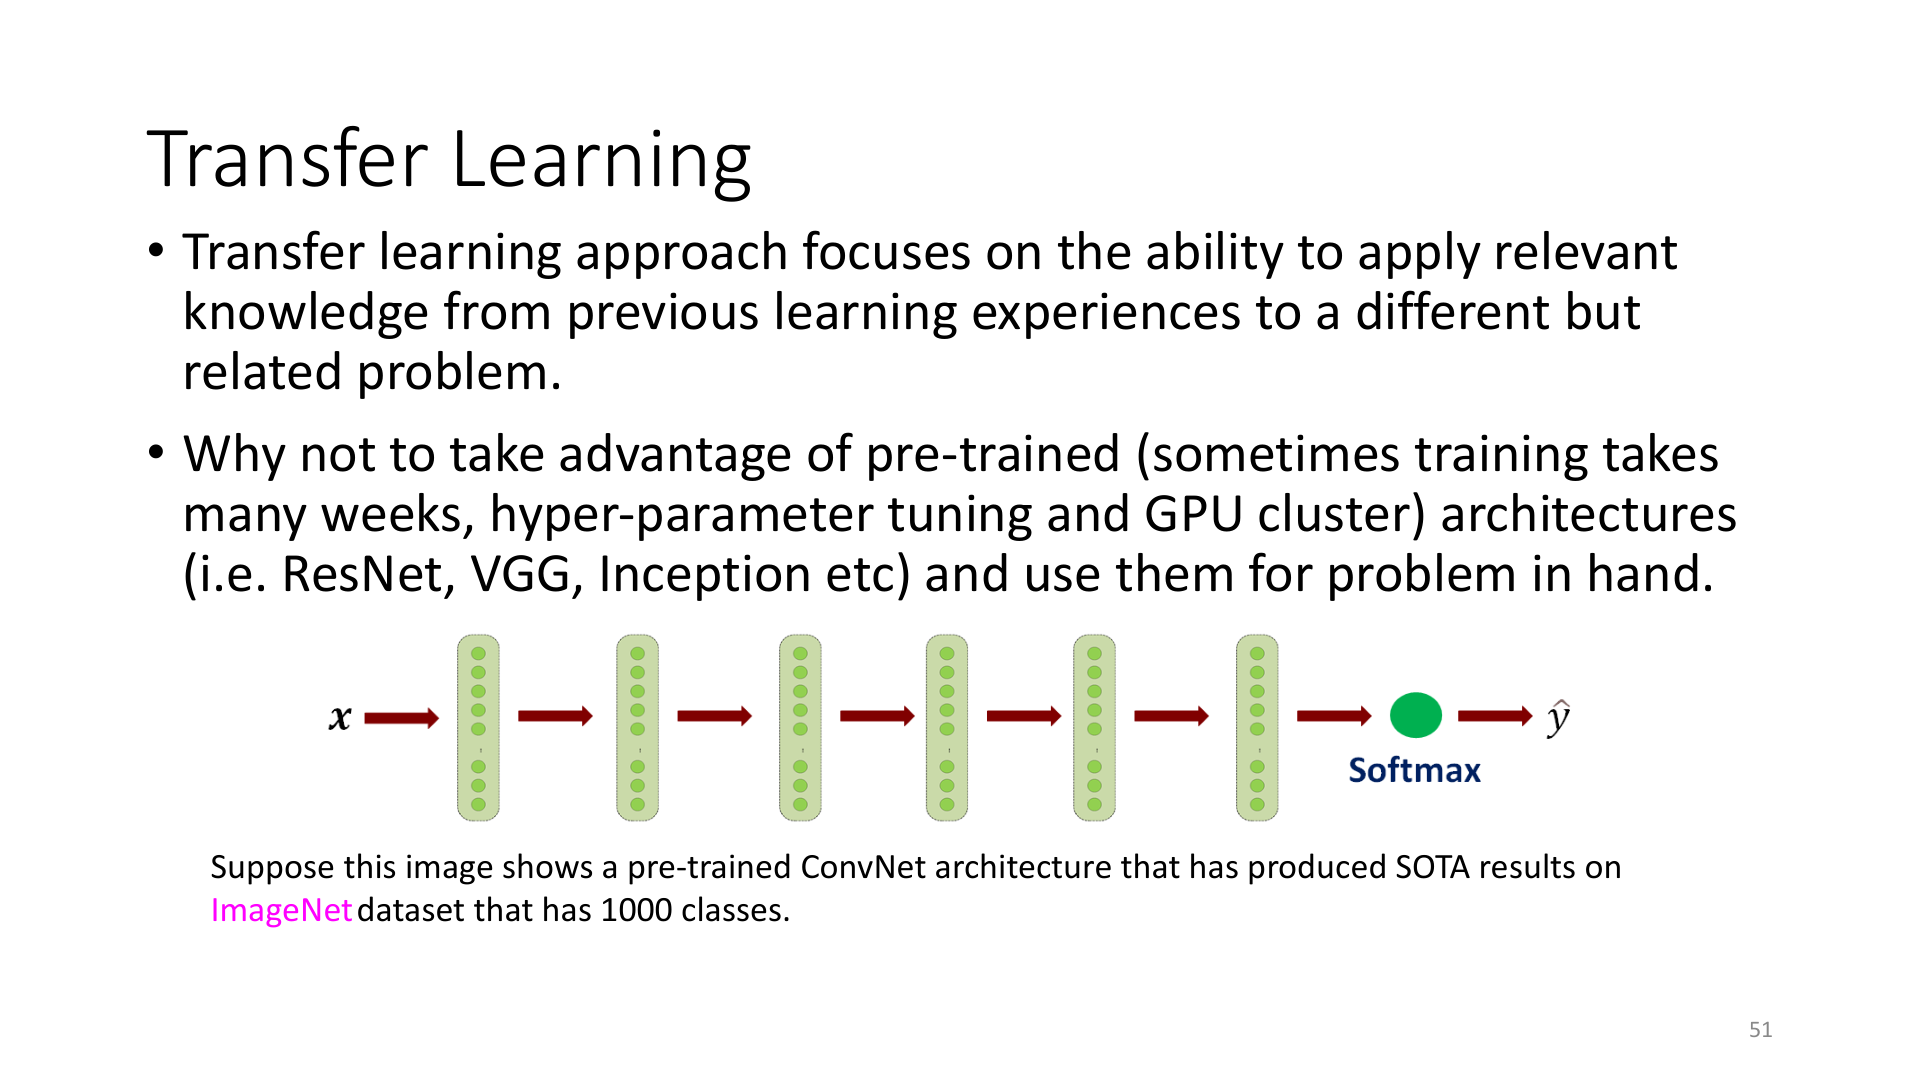 Transfer Learning
• Transfer learning approach focuses on the ability to apply relevant
knowledge from previous learning experiences to a different but
related problem.
• Why not to take advantage of pre-trained (sometimes training takes
many weeks, hyper-parameter tuning and GPU cluster) architectures
(i.e. ResNet, VGG, Inception etc) and use them for problem in hand.
x
ŷ
Softmax
Suppose this image shows a pre-trained ConvNet architecture that has produced SOTA results on
ImageNet dataset that has 1000 classes.
51